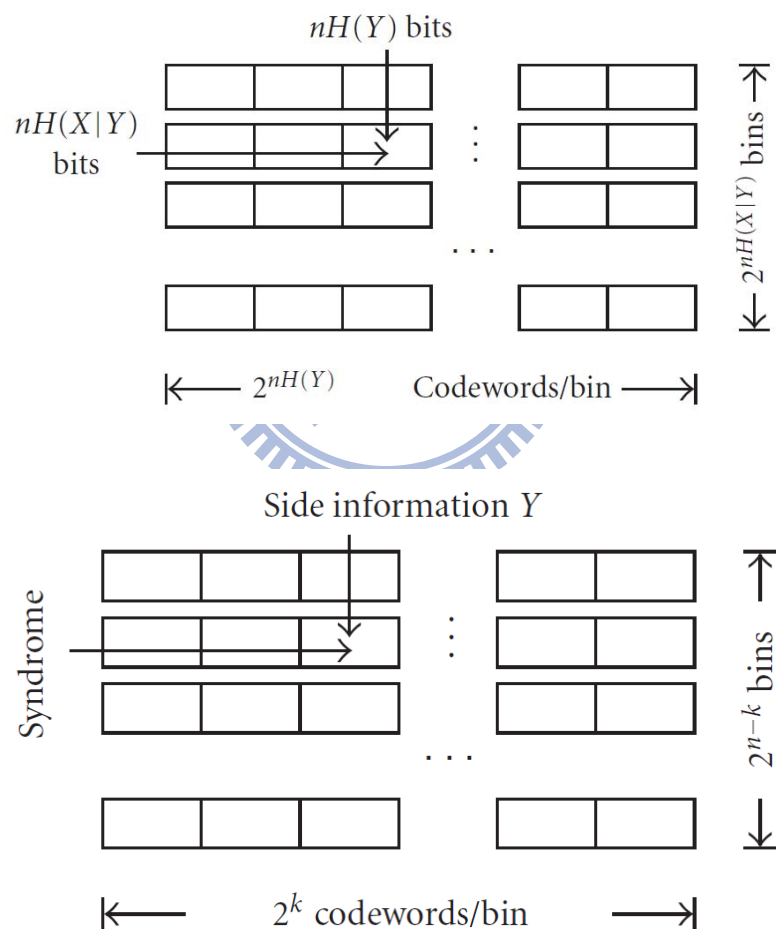 nH(Y) bits
nH(X|Y)
bits
2^{nH(X|Y)} bins
2^{nH(Y)} Codewords/bin
Side information Y
Syndrome
2^{n−k} bins
2^k codewords/bin